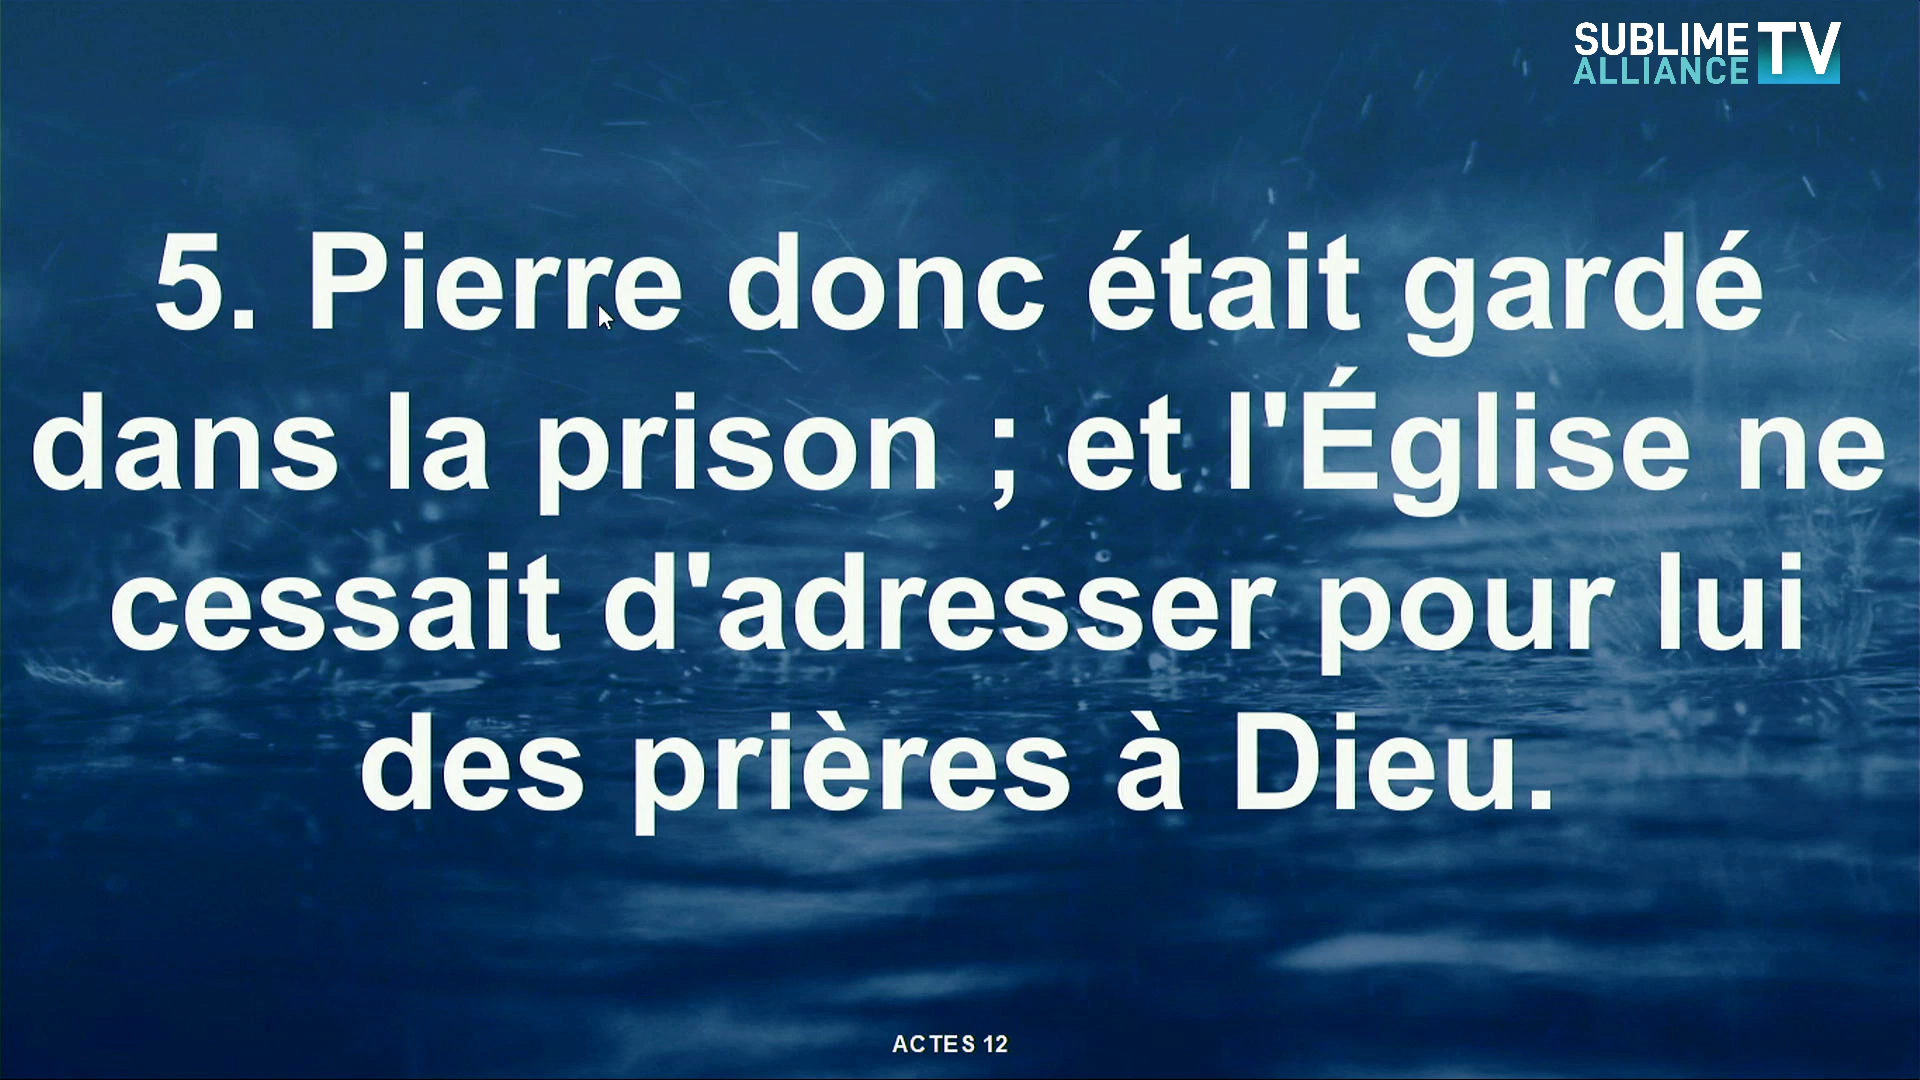 SUBLIME TV
ALLIANCE
5. Pierre donc était gardé
dans la prison ; et l'Église ne
cessait d'adresser pour lui
des prières à Dieu.
ACTES 12